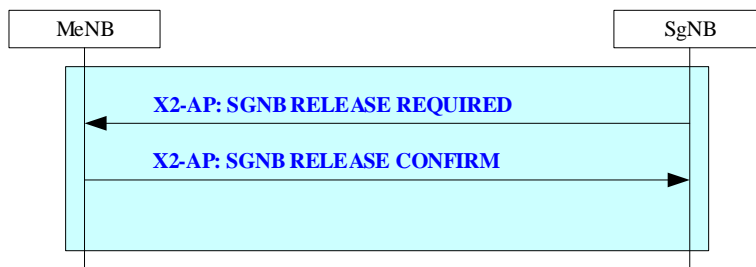 MeNB
SgNB
X2-AP: SGNB RELEASE REQUIRED
X2-AP: SGNB RELEASE CONFIRM